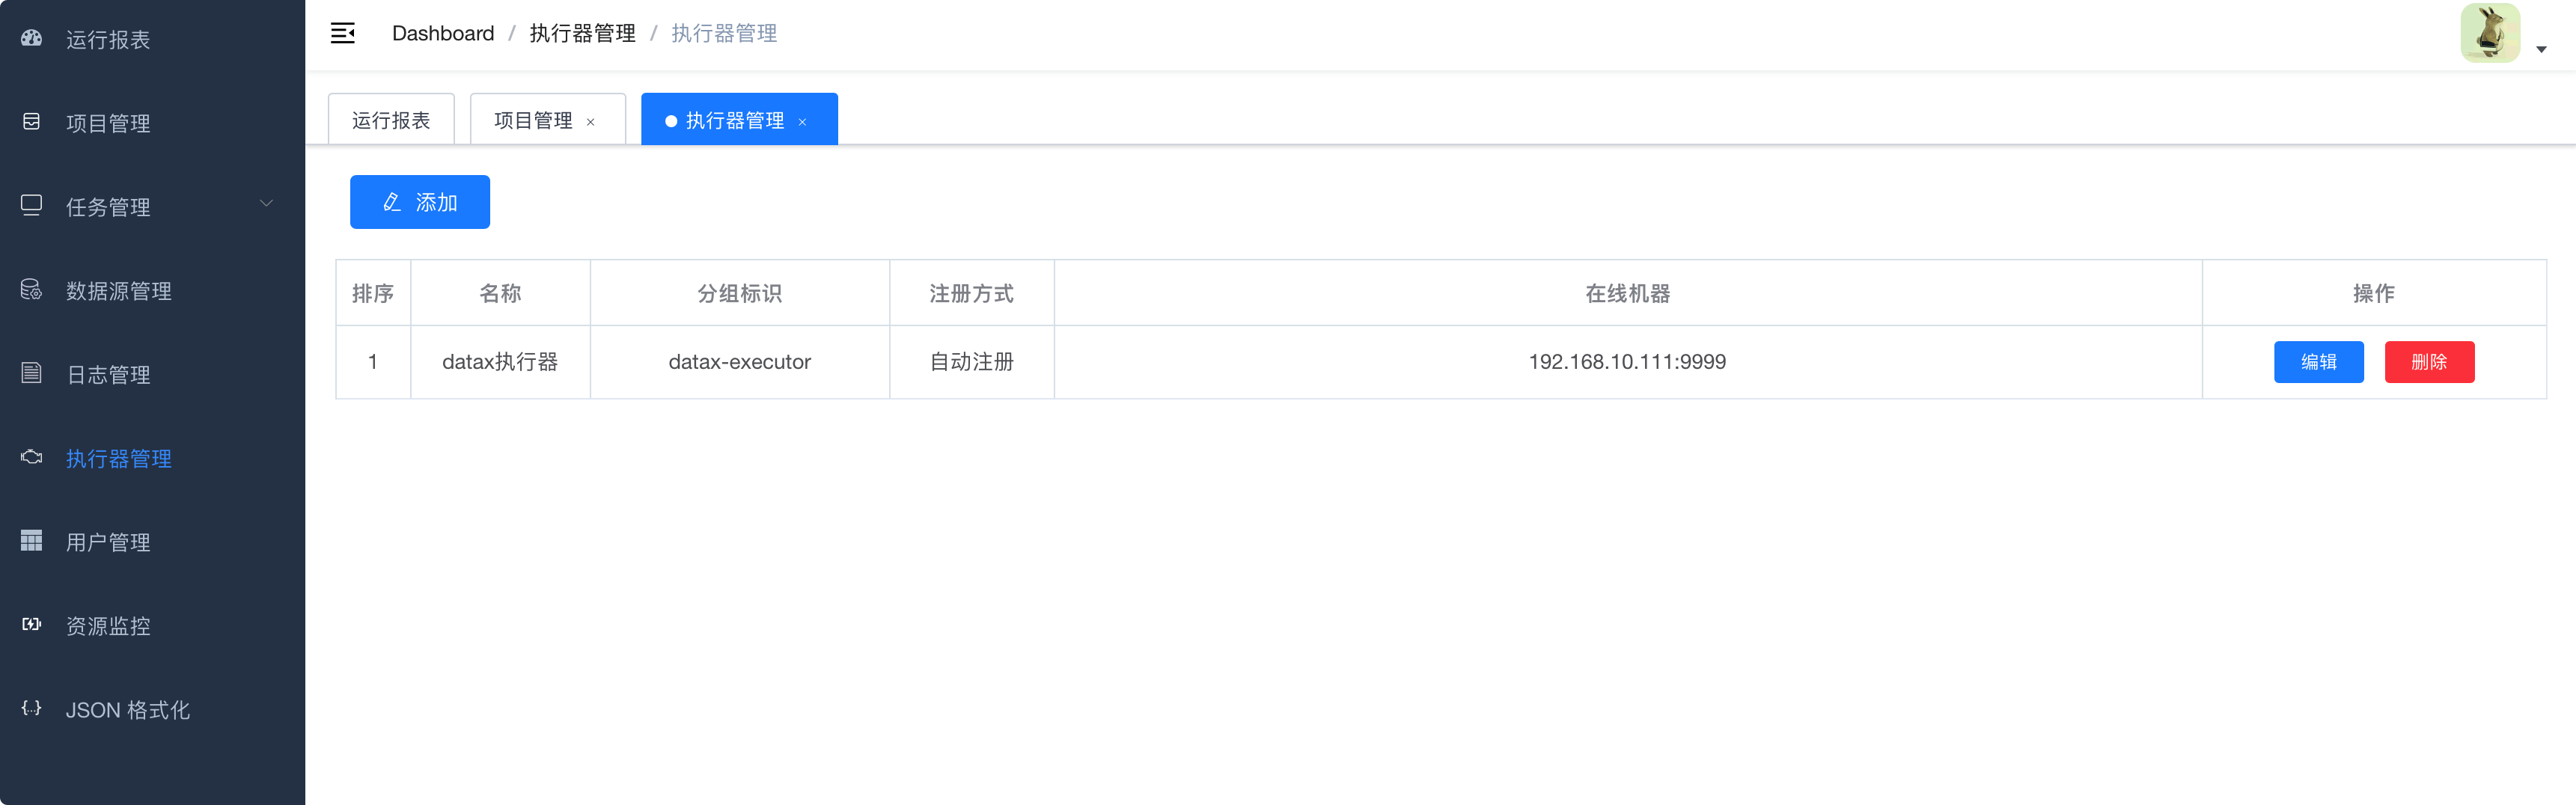 运行报表
项目管理
任务管理
数据源管理
日志管理
执行器管理
用户管理
资源监控
JSON 格式化
Dashboard / 执行器管理 / 执行器管理
运行报表 项目管理 × 执行器管理 ×
添加
排序 名称 分组标识 注册方式 在线机器 操作
1 datax执行器 datax-executor 自动注册 192.168.10.111:9999 编辑 删除